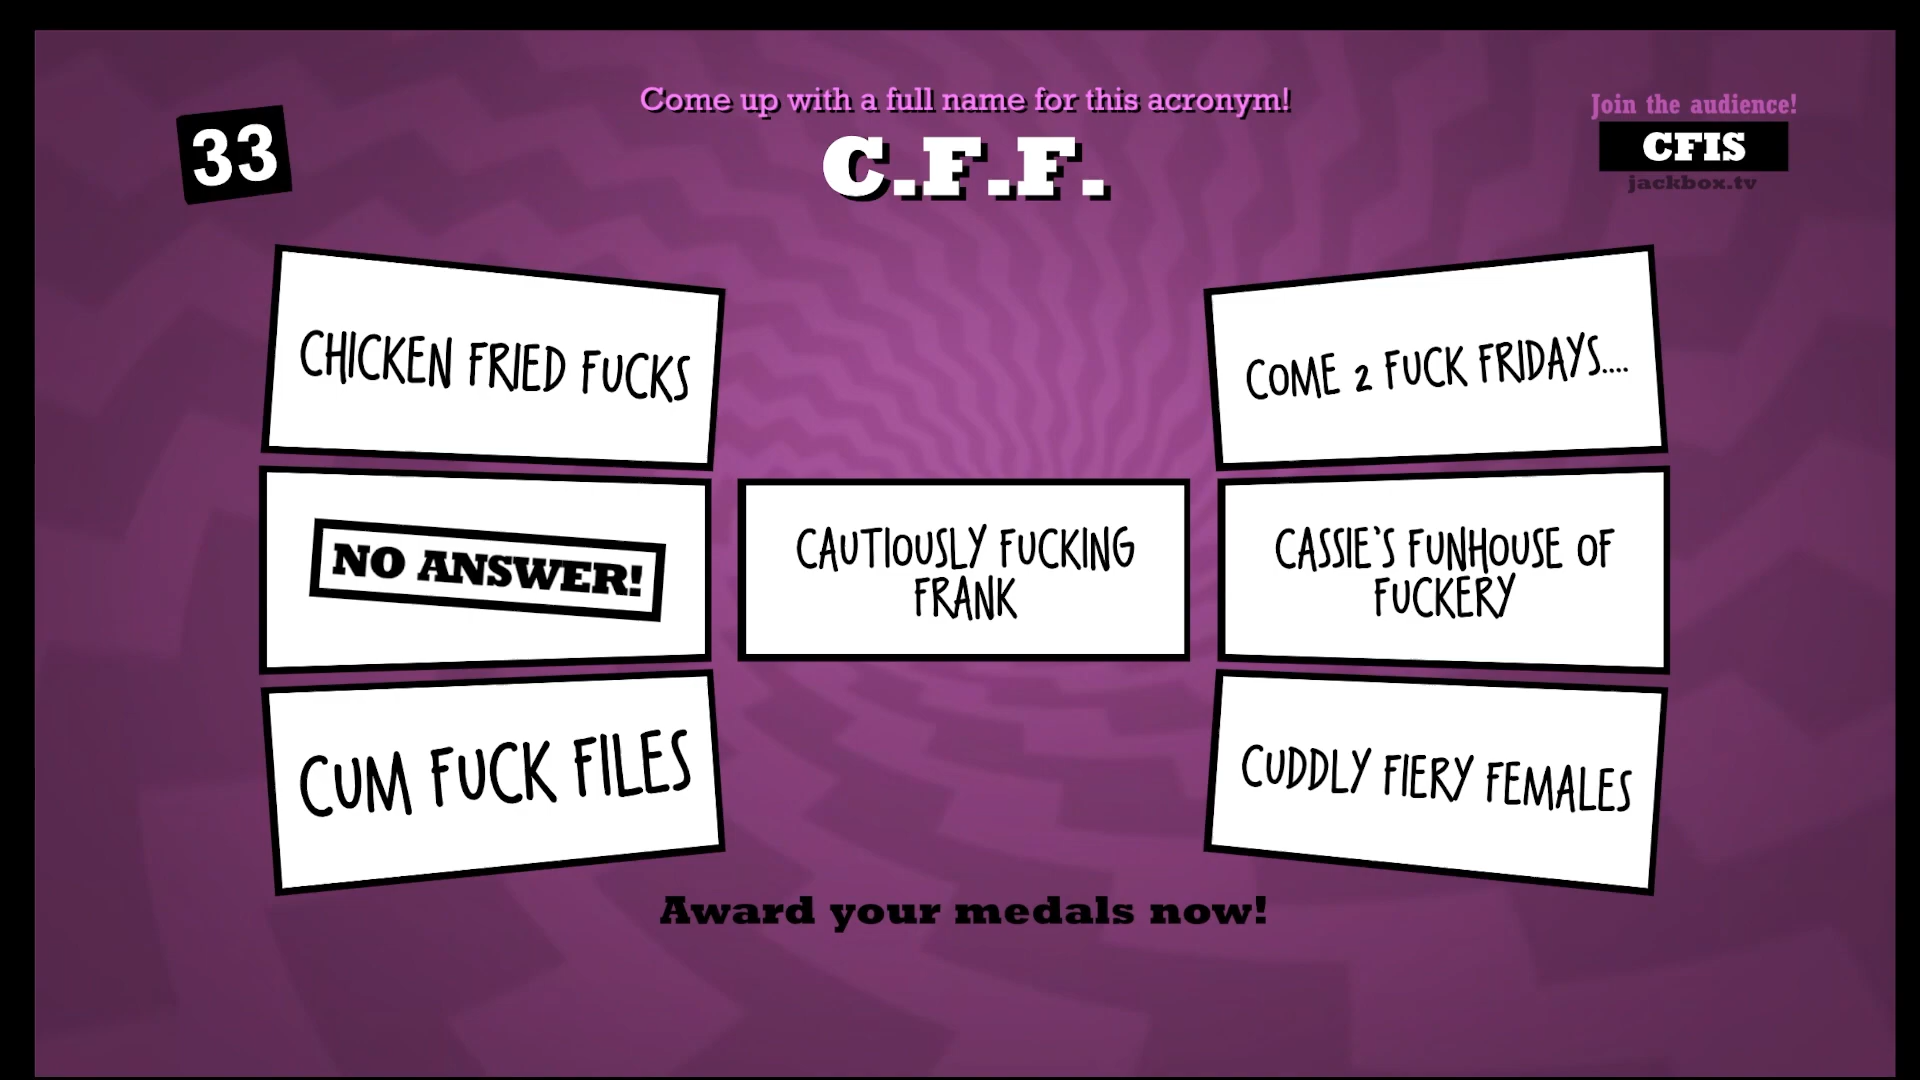 Come up with a full name for this acronym!
C.F.F.
33
Join the audience!
CFIS
jackbox.tv
CHICKEN FRIED FUCKS
COME 2 FUCK FRIDAYS....
NO ANSWER!
CAUTIOUSLY FUCKING
FRANK
CASSIE'S FUNHOUSE OF
FUCKERY
CUM FUCK FILES
CUDDLY FIERY FEMALES
Award your medals now!